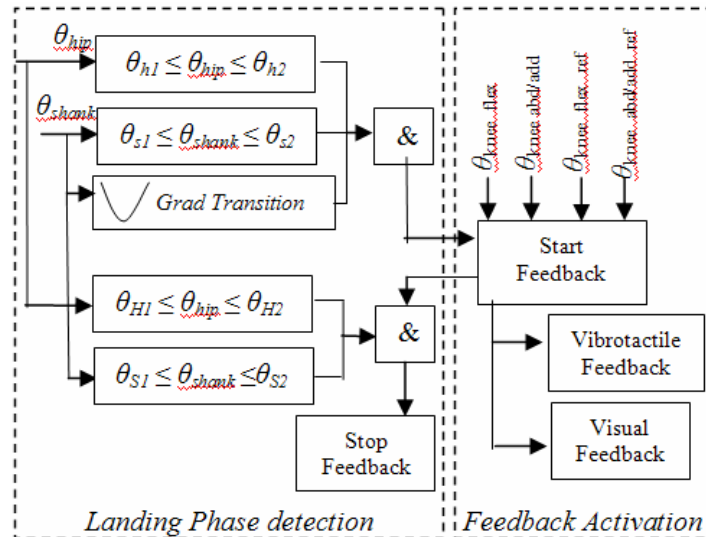 θhip
θh1 ≤ θhip ≤ θh2
θshank
θs1 ≤ θshank ≤ θs2
Grad Transition
&
θH1 ≤ θhip ≤ θH2
θS1 ≤ θshank ≤θS2
&
Stop
Feedback
Landing Phase detection
θknee_flex
θknee_abd/add
θknee_flex_ref
θknee_abd/add_ref
Start
Feedback
Vibrotactile
Feedback
Visual
Feedback
Feedback Activation